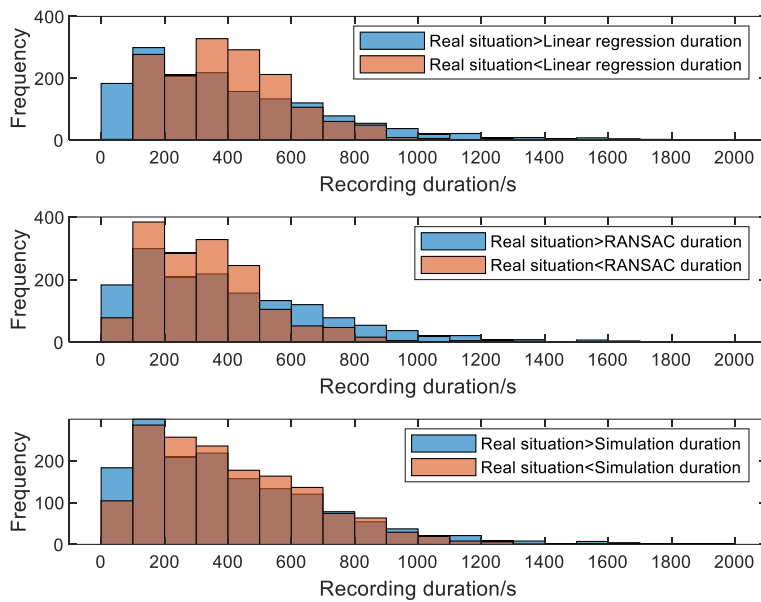 400
200
0
Frequency
Real situation>Linear regression duration
Real situation<Linear regression duration
0 200 400 600 800 1000 1200 1400 1600 1800 2000
Recording duration/s
400
200
0
Frequency
Real situation>RANSAC duration
Real situation<RANSAC duration
0 200 400 600 800 1000 1200 1400 1600 1800 2000
Recording duration/s
200
100
0
Frequency
Real situation>Simulation duration
Real situation<Simulation duration
0 200 400 600 800 1000 1200 1400 1600 1800 2000
Recording duration/s